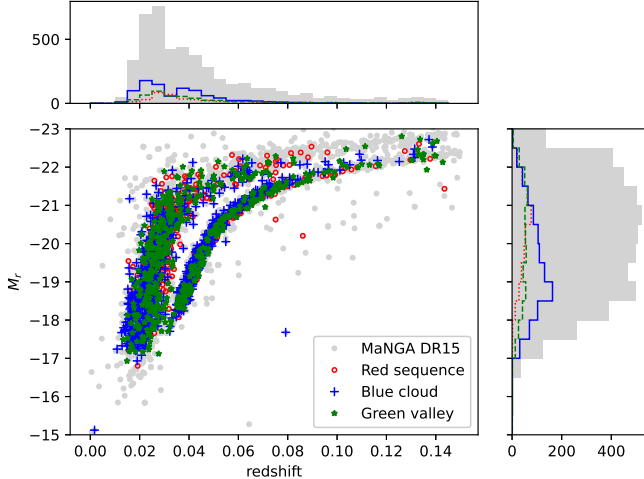 500
0
−23
−22
−21
−20
−19
−18
−17
−16
−15
M_r
MaNGA DR15
Red sequence
Blue cloud
Green valley
0.00 0.02 0.04 0.06 0.08 0.10 0.12 0.14
redshift
0 200 400